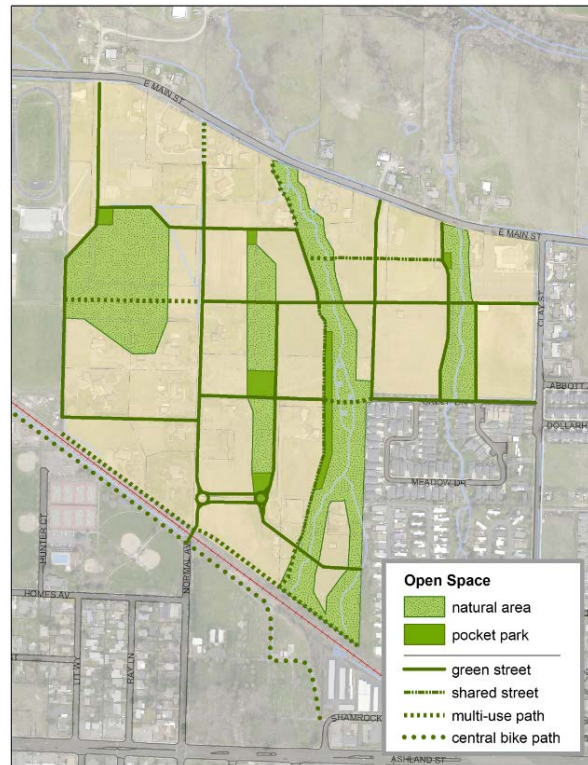 E MAIN ST
E MAIN ST
CLAY ST
ABBOTT A
DOLLARH
MEADOW DR
HUNTER CT
NORMAL AV
HOMES AV
LIT WY
RAY LN
SHAMROCK
ASHLAND ST
Open Space
natural area
pocket park
green street
shared street
multi-use path
central bike path